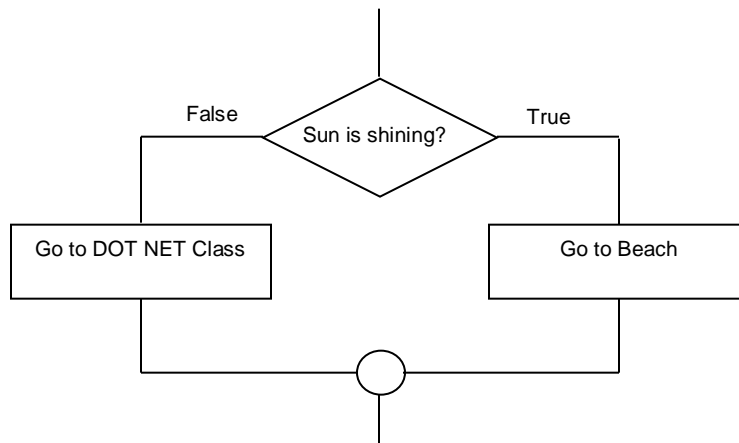 False
True
Sun is shining?
Go to DOT NET Class
Go to Beach